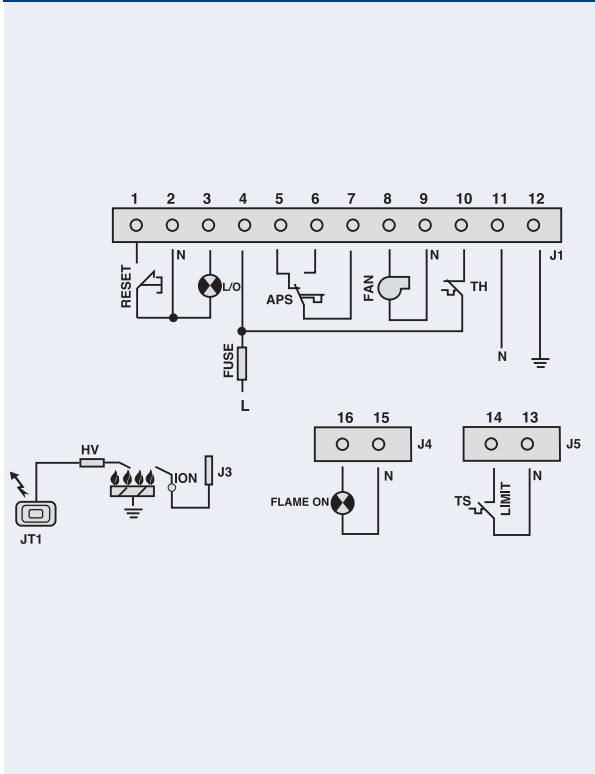 1 2 3 4 5 6 7 8 9 10 11 12
J1
N
N
RESET
L/O
APS
FAN
TH
FUSE
N
L
16 15
14 13
J4
J5
HV
ION
J3
N
N
FLAME ON
TS
LIMIT
JT1